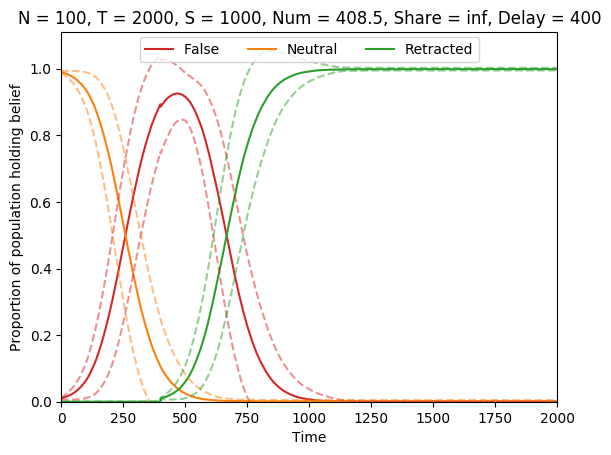 N = 100, T = 2000, S = 1000, Num = 408.5, Share = inf, Delay = 400
False Neutral Retracted
1.0
0.8
0.6
0.4
0.2
0.0
Proportion of population holding belief
0 250 500 750 1000 1250 1500 1750 2000
Time